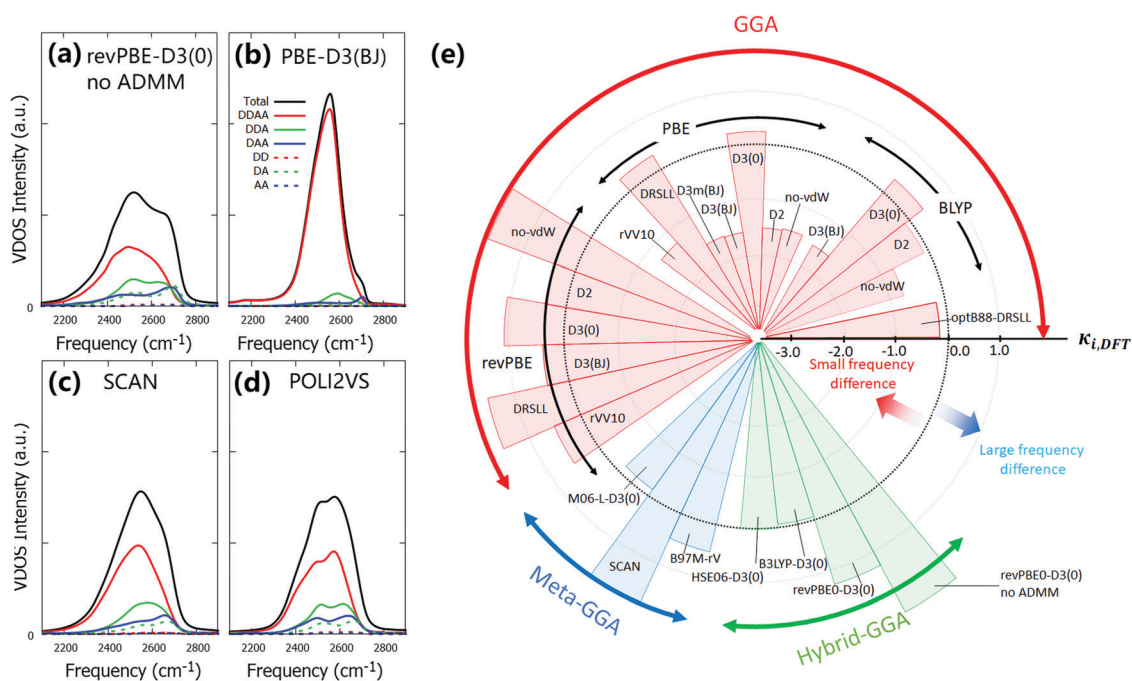 (a) revPBE-D3(0)
no ADMM
VDOS Intensity (a.u.)
0
2200 2400 2600 2800
Frequency (cm-1)
(b) PBE-D3(BJ)
Total
DDAA
DDA
DAA
DD
DA
AA
2200 2400 2600 2800
Frequency (cm-1)
(c) SCAN
VDOS Intensity (a.u.)
0
2200 2400 2600 2800
Frequency (cm-1)
(d) POLI2VS
2200 2400 2600 2800
Frequency (cm-1)
(e)
GGA
PBE
BLYP
revPBE
rVV10
DRSLL
D3m(BJ)
D3(BJ)
D3(0)
D2
no-vdW
D3(BJ)
D3(0)
D2
no-vdW
optB88-DRSLL
no-vdW
D2
D3(0)
D3(BJ)
DRSLL
rVV10
-3.0 -2.0 -1.0 0.0 1.0 κi,DFT
Small frequency
difference
Large frequency
difference
M06-L-D3(0)
SCAN
B97M-rV
HSE06-D3(0)
B3LYP-D3(0)
revPBE0-D3(0)
revPBE0-D3(0)
no ADMM
Meta-GGA
Hybrid-GGA